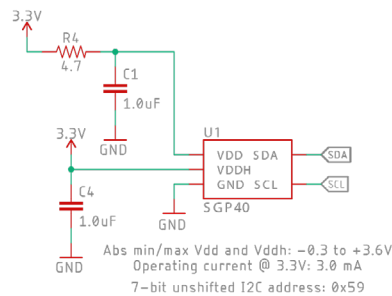 3.3V
R4
4.7
C1
1.0uF
GND
3.3V
U1
VDD SDA
VDDH
GND SCL
SGP40
SDA
SCL
C4
1.0uF
GND
GND
Abs min/max Vdd and Vddh: -0.3 to +3.6V
Operating current @ 3.3V: 3.0 mA
7-bit unshifted I2C address: 0x59